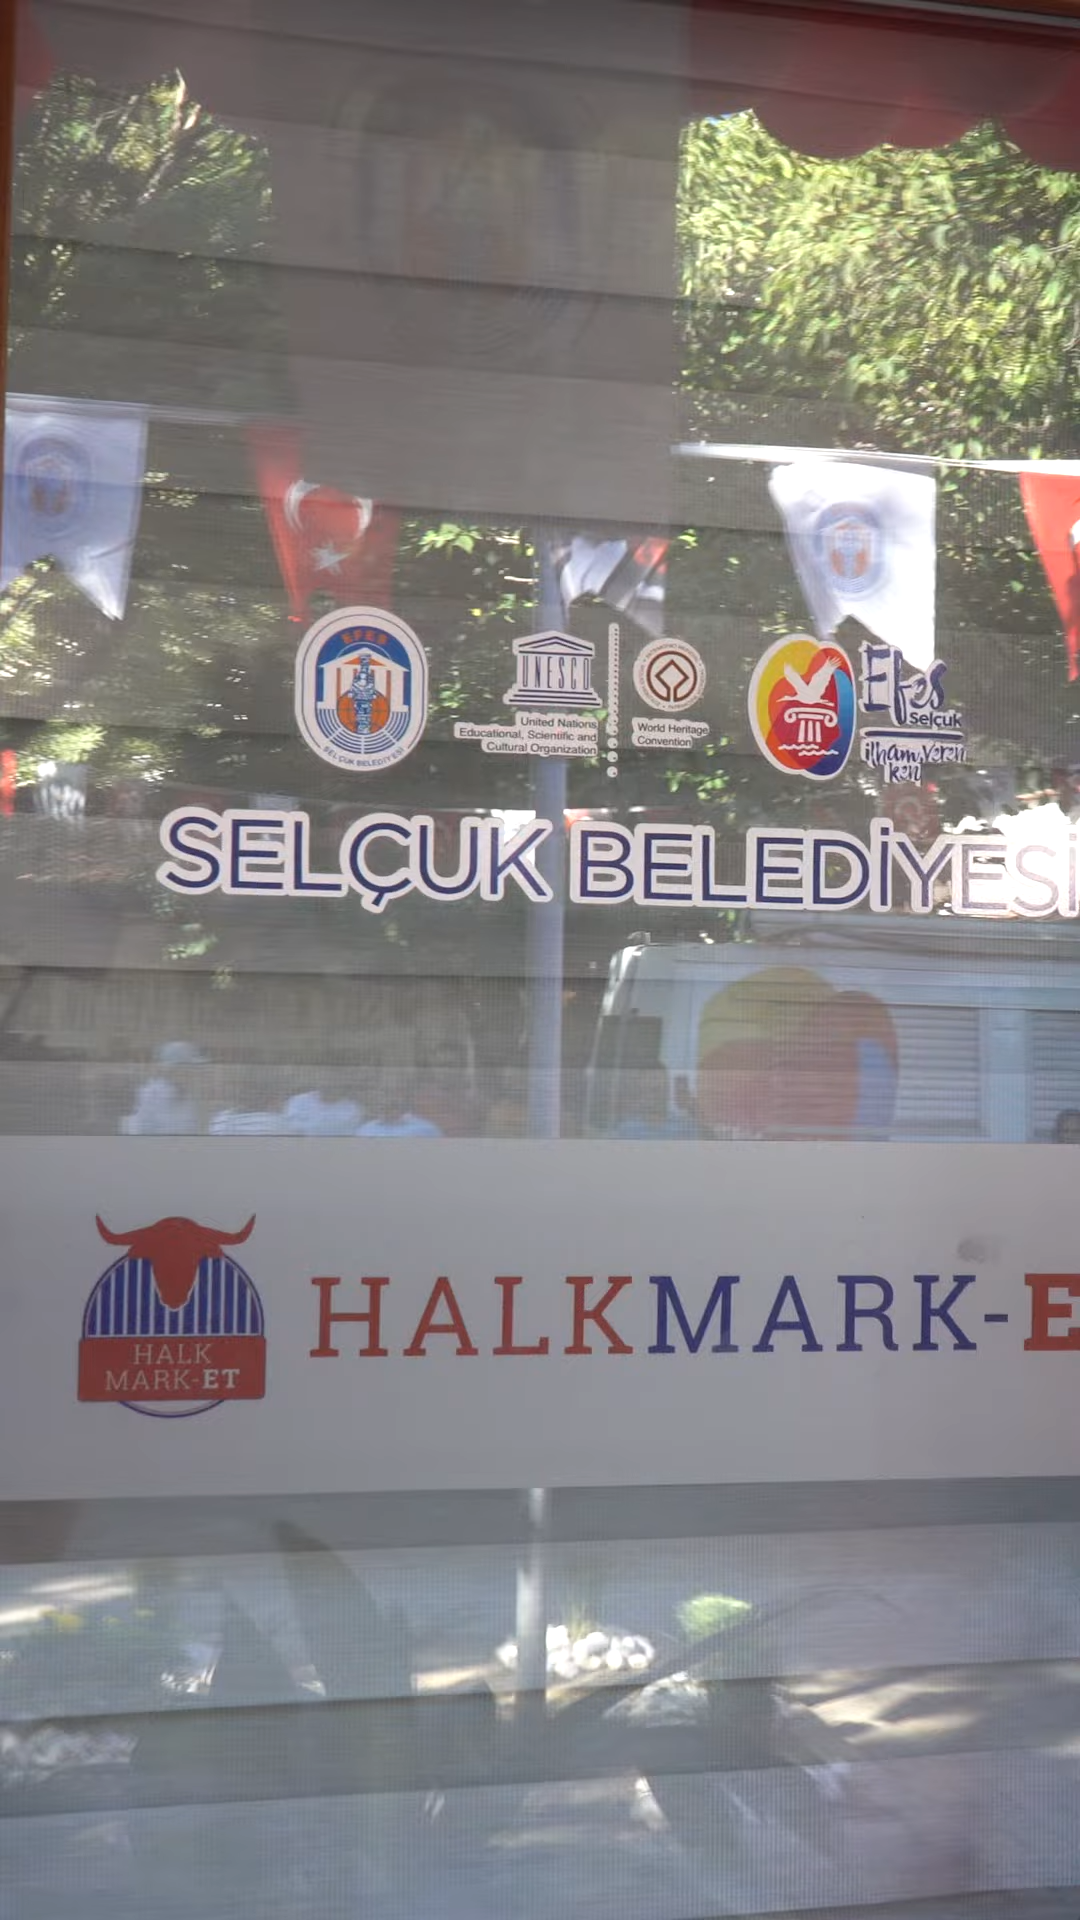 EFES
SELÇUK BELEDİYESİ
UNESCO
United Nations
Educational, Scientific and
Cultural Organization
World Heritage
Convention
Efes
Selçuk
ilham veren
kent
SELÇUK BELEDİYESİ
HALK
MARK-ET
HALKMARK-E